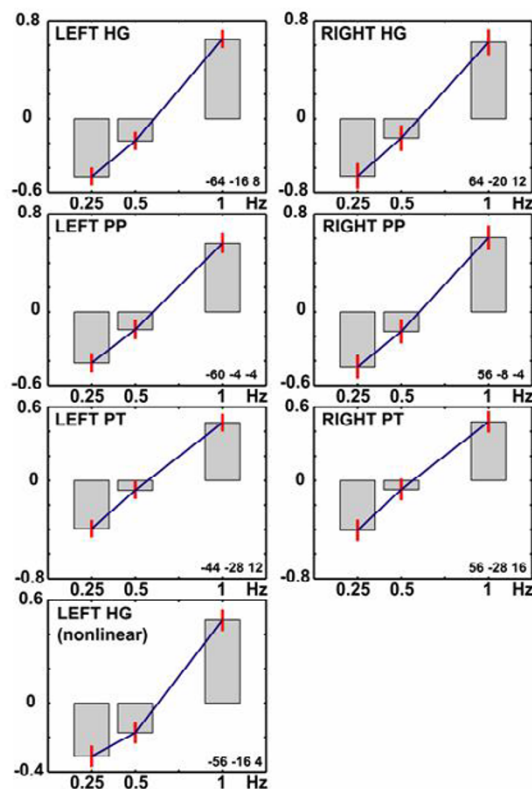 0.8 LEFT HG RIGHT HG
0 0
-0.6 -64 -16 8 -0.8 64 -20 12
0.25 0.5 1 Hz 0.25 0.5 1 Hz
0.8 LEFT PP 0.8 RIGHT PP
0 0
-0.6 -60 -4 -4 -0.6 56 -8 -4
0.25 0.5 1 Hz 0.25 0.5 1 Hz
0.6 LEFT PT 0.6 RIGHT PT
0 0
-0.8 -44 -28 12 -0.8 56 -28 16
0.25 0.5 1 Hz 0.25 0.5 1 Hz
0.6 LEFT HG
(nonlinear)
0
-0.4 -56 -16 4
0.25 0.5 1 Hz